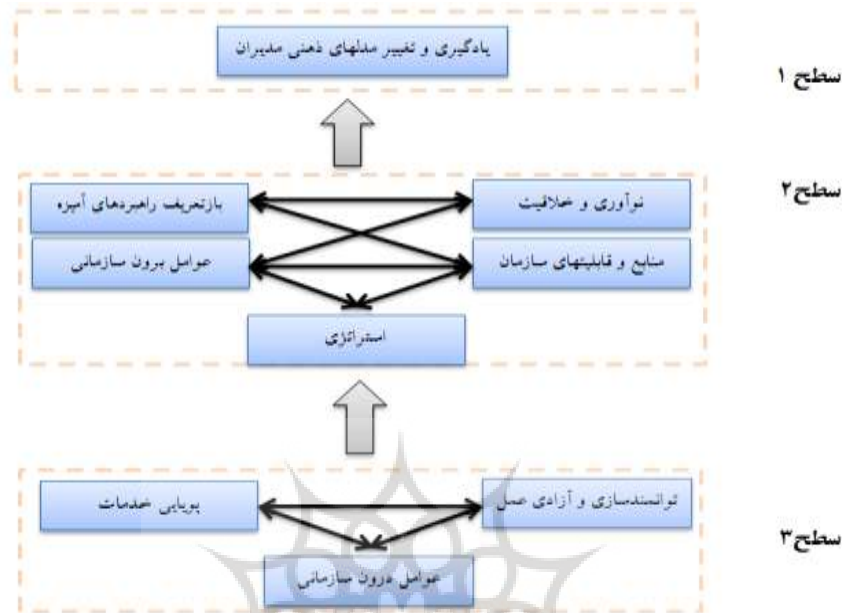 یادگیری و تغییر مدلهای ذهنی مدیران
سطح ۱
سطح۲
نوآوری و خلاقیت
بازتعریف راهبردهای آمیزه
منابع و قابلیتهای سازمان
عوامل برون سازمانی
استراتژی
توانمندسازی و آزادی عمل
پویایی خدمات
سطح۳
عوامل درون سازمانی